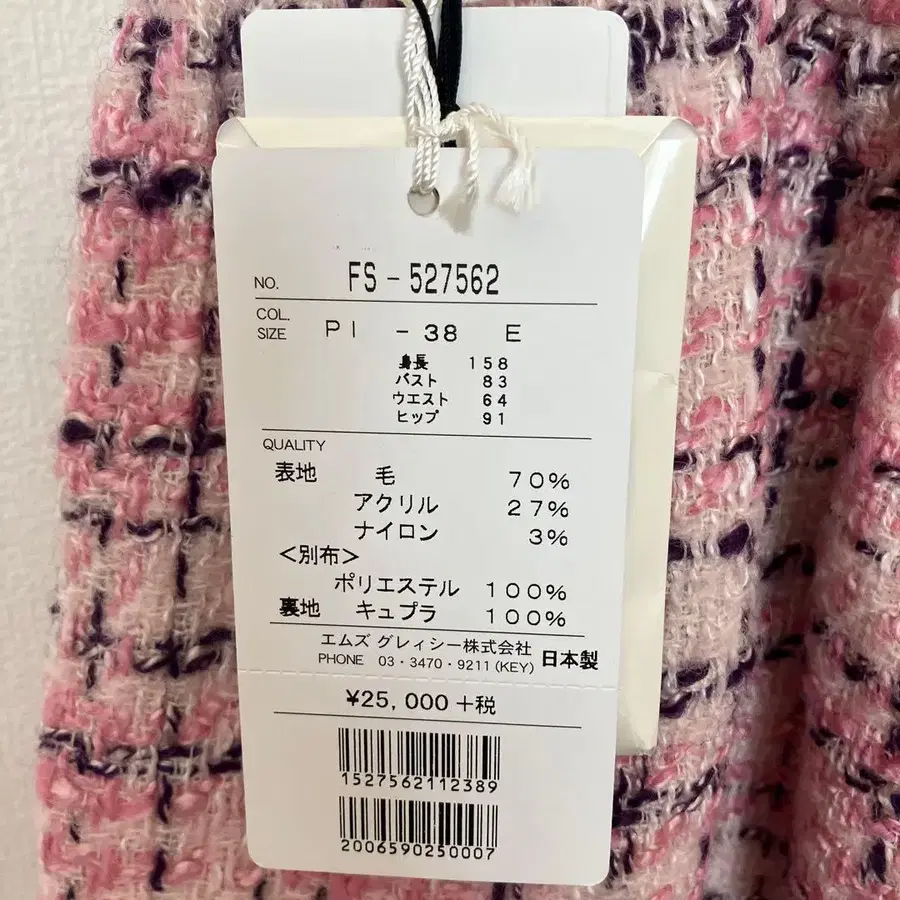 NO. FS-527562
COL.
SIZE PI -38 E
身長 158
バスト 83
ウエスト 64
ヒップ 91
QUALITY
表地 毛 70%
アクリル 27%
ナイロン 3%
<別布>
ポリエステル 100%
裏地 キュプラ 100%
エムズ グレィシー株式会社
PHONE 03・3470・9211(KEY) 日本製
¥25,000+税
1527562112389
2006590250007